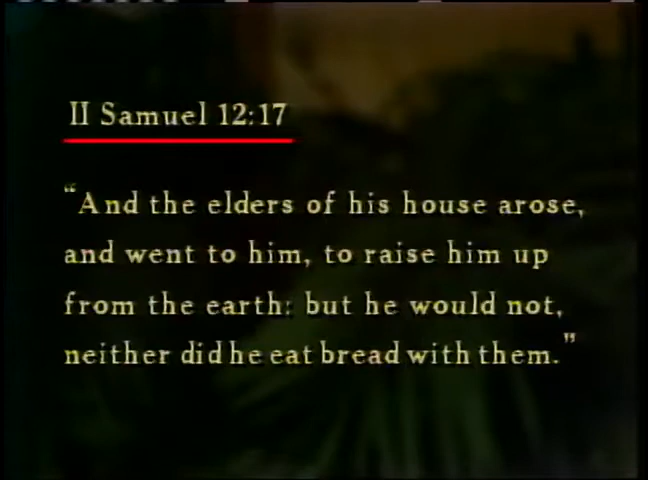 II Samuel 12:17
“And the elders of his house arose,
and went to him, to raise him up
from the earth: but he would not,
neither did he eat bread with them.”